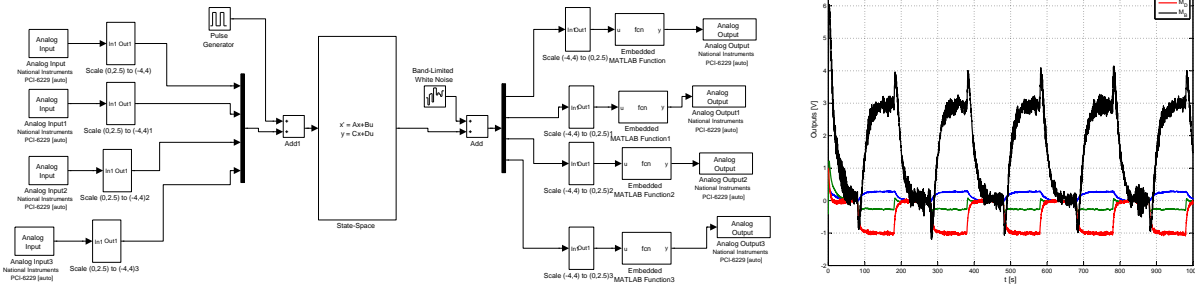 Analog
Input
Analog Input
National Instruments
PCI-6229 [auto]
In1 Out1
Scale (0,2.5) to (-4,4)
Analog
Input
Analog Input1
National Instruments
PCI-6229 [auto]
In1 Out1
Scale (0,2.5) to (-4,4)1
Analog
Input
Analog Input2
National Instruments
PCI-6229 [auto]
In1 Out1
Scale (0,2.5) to (-4,4)2
Analog
Input
Analog Input3
National Instruments
PCI-6229 [auto]
In1 Out1
Scale (0,2.5) to (-4,4)3
Pulse
Generator
Add1
x' = Ax+Bu
y = Cx+Du
State-Space
Band-Limited
White Noise
Add
In1Out1
Scale (-4,4) to (0,2.5)
u fcn y
Embedded
MATLAB Function
Analog
Output
Analog Output
National Instruments
PCI-6229 [auto]
In1Out1
Scale (-4,4) to (0,2.5)1
u fcn y
Embedded
MATLAB Function1
Analog
Output
Analog Output1
National Instruments
PCI-6229 [auto]
In1Out1
Scale (-4,4) to (0,2.5)2
u fcn y
Embedded
MATLAB Function2
Analog
Output
Analog Output2
National Instruments
PCI-6229 [auto]
In1Out1
Scale (-4,4) to (0,2.5)3
u fcn y
Embedded
MATLAB Function3
Analog
Output
Analog Output3
National Instruments
PCI-6229 [auto]
M_B
Outputs [V]
6
5
4
3
2
1
0
-1
-2
0 100 200 300 400 500 600 700 800 900 1000
t [s]